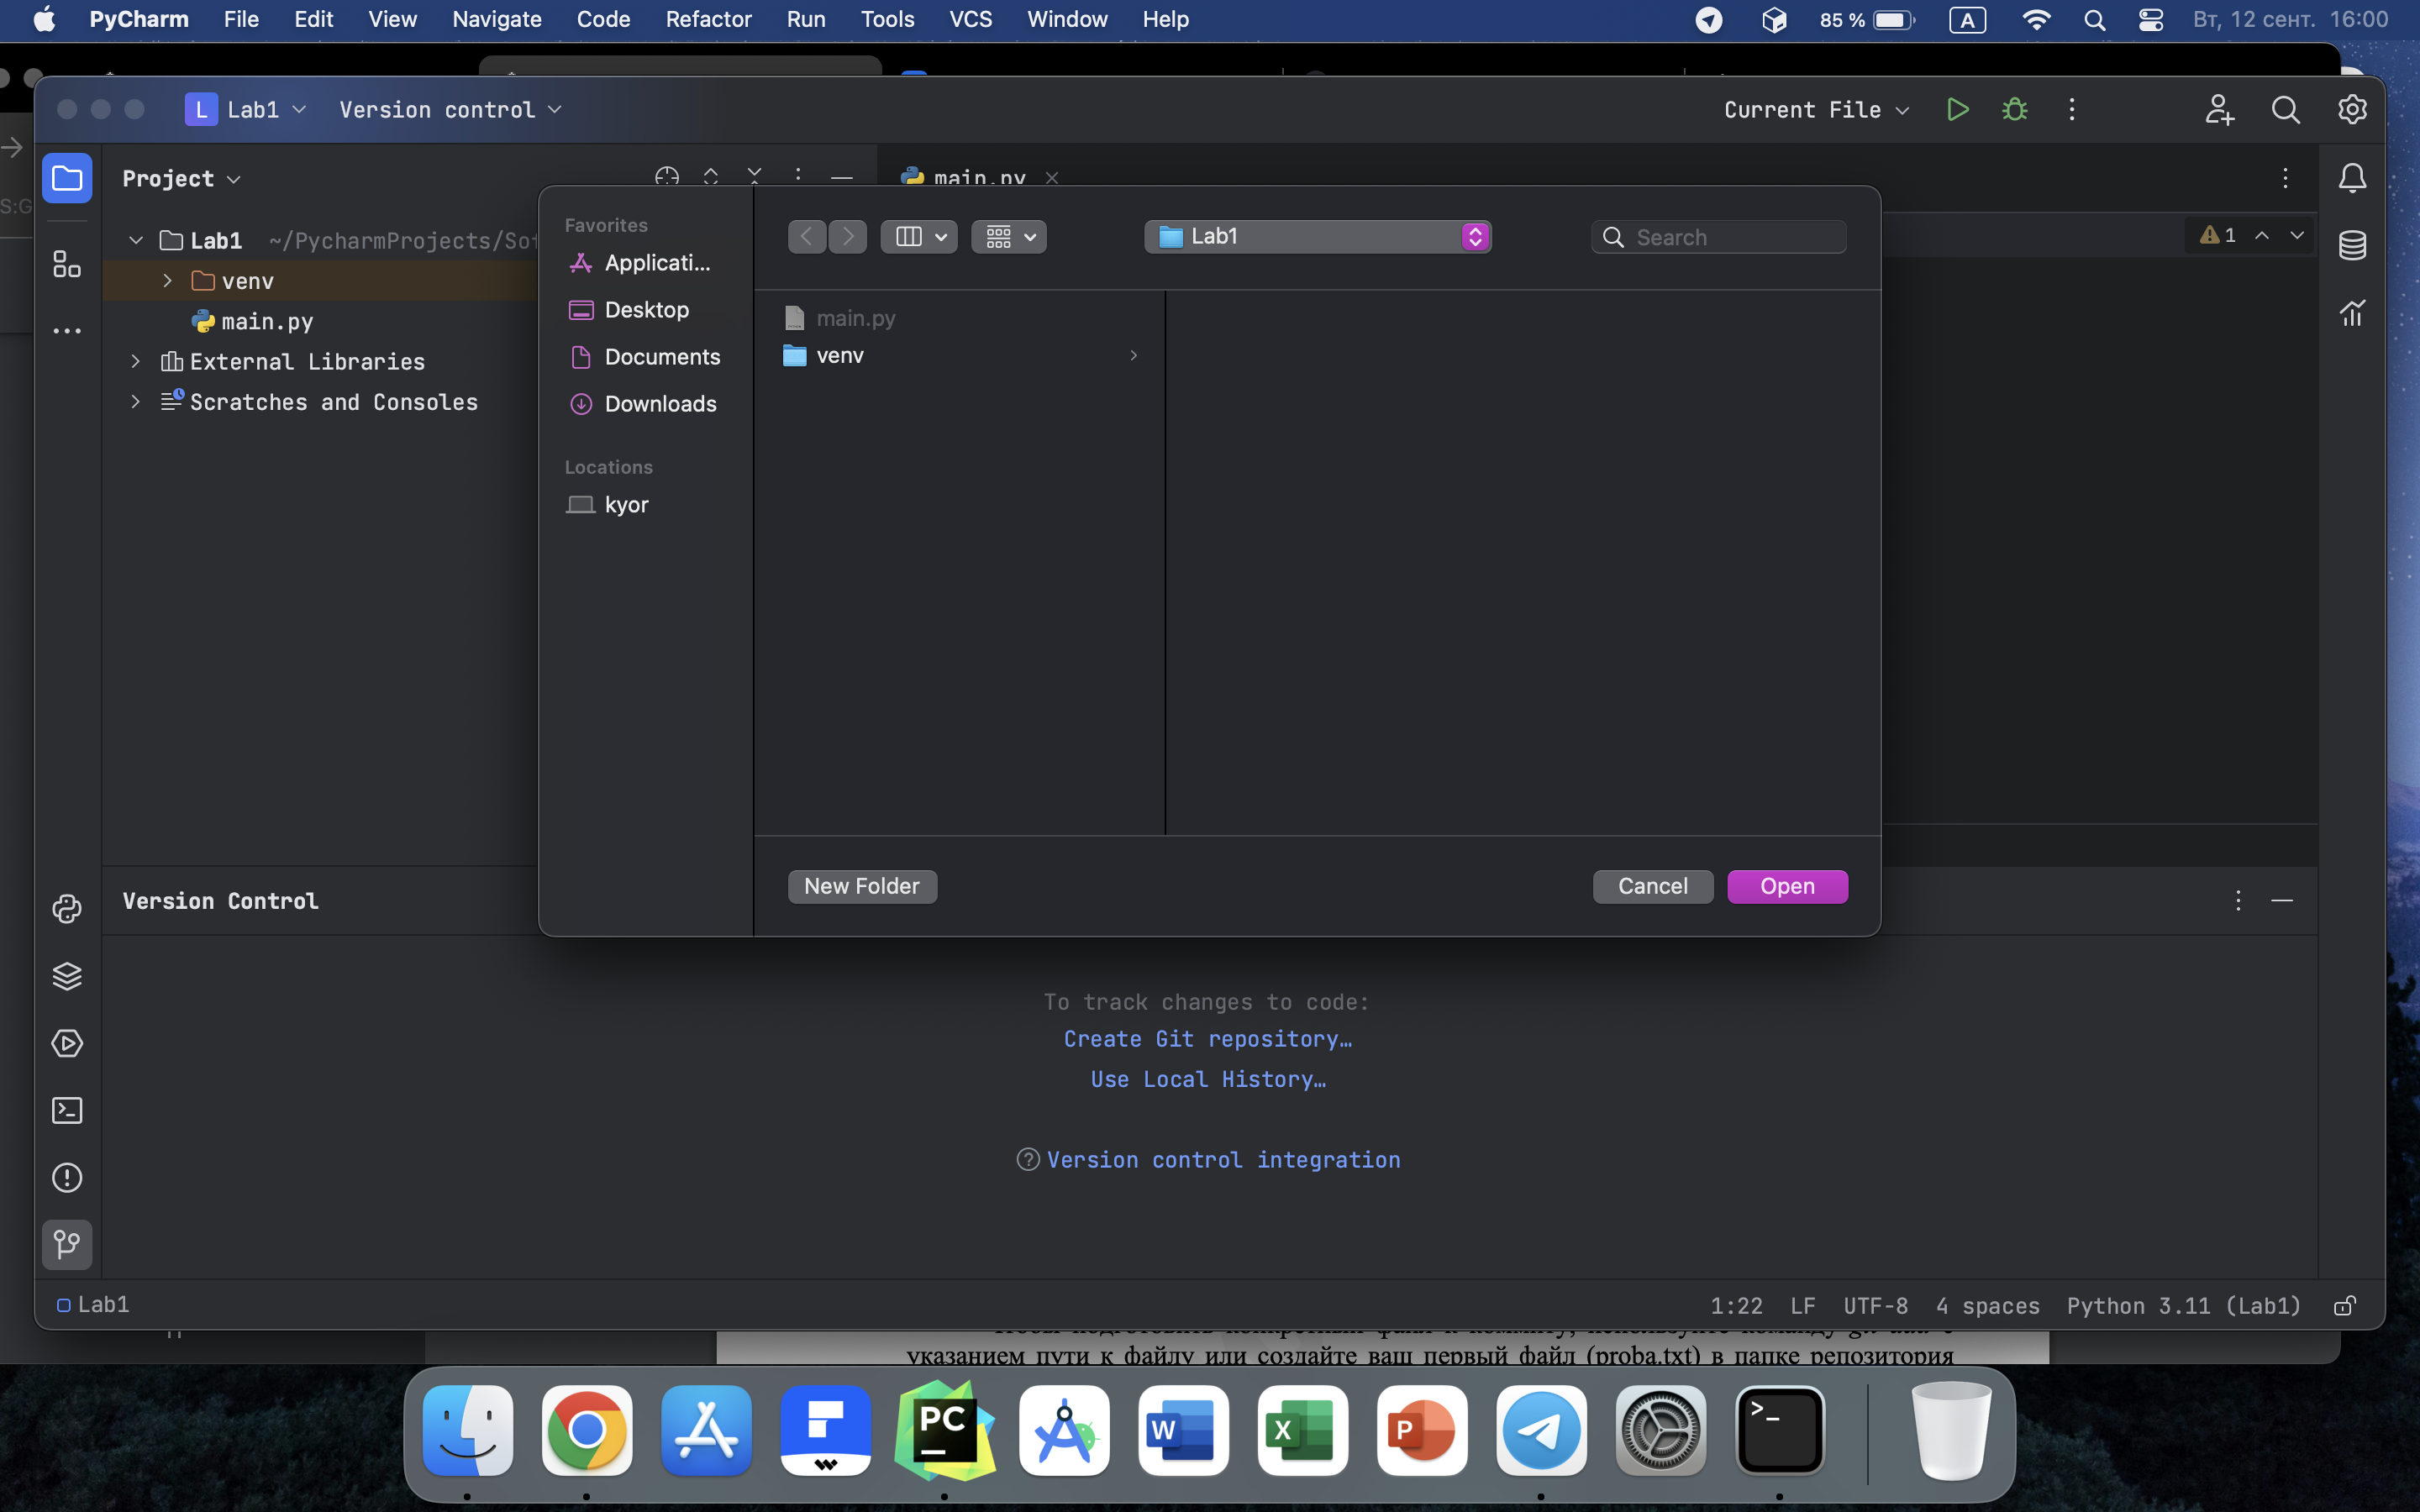 PyCharm File Edit View Navigate Code Refactor Run Tools VCS Window Help 85 % A Вт, 12 сент. 16:00
L Lab1 Version control Current File
Project main.py
Lab1 ~/PycharmProjects/
venv
main.py
External Libraries
Scratches and Consoles
1
Favorites
Applicati...
Desktop
Documents
Downloads
Locations
kyor
Lab1
Search
main.py
venv
New Folder Cancel Open
Version Control
To track changes to code:
Create Git repository…
Use Local History…
? Version control integration
Lab1 1:22 LF UTF-8 4 spaces Python 3.11 (Lab1)
указанием пути к файлу или создайте ваш первый файл (proba.txt) в папке репозитория
PC
W
X
P
>_